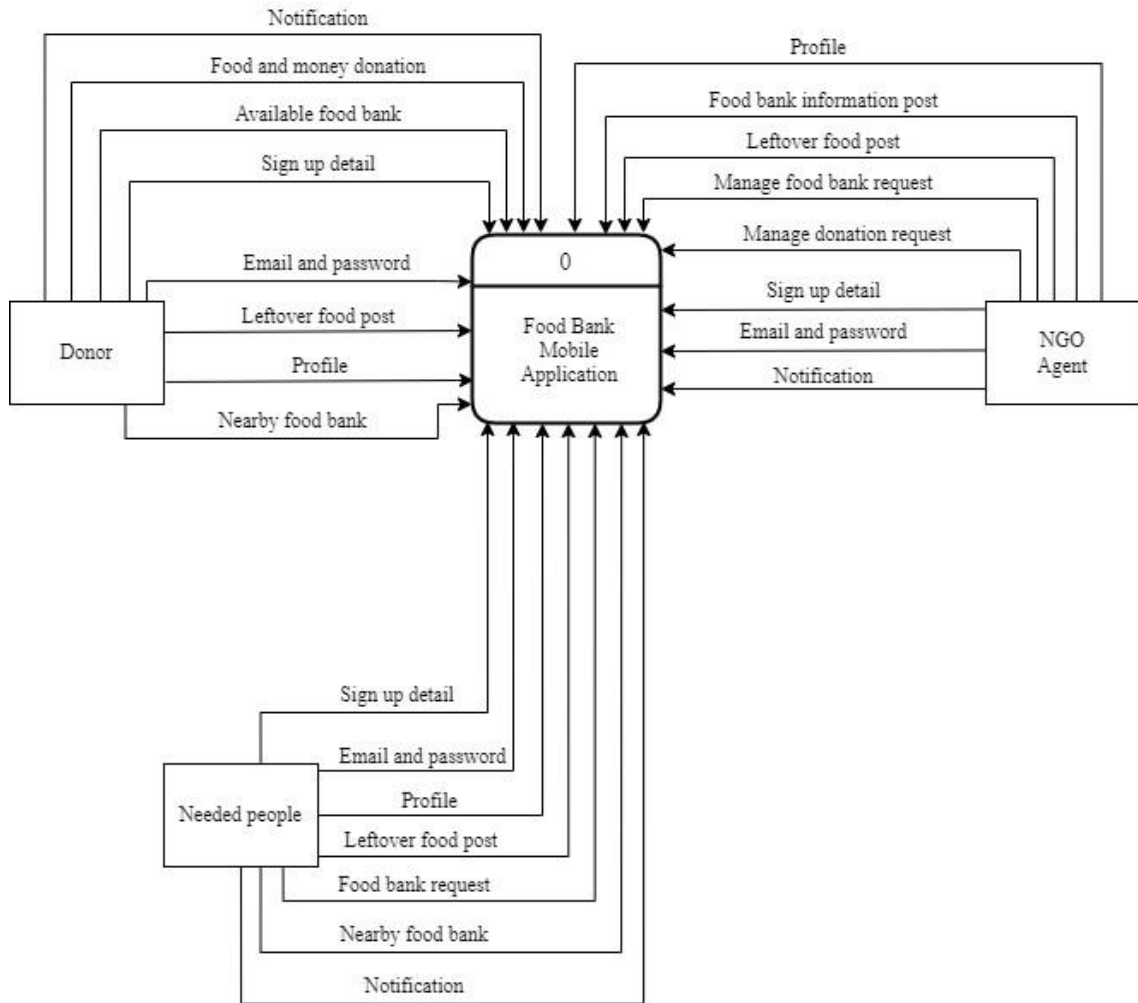 Notification
Food and money donation
Available food bank
Sign up detail
Email and password
Leftover food post
Profile
Nearby food bank
Donor
0
Food Bank
Mobile
Application
Profile
Food bank information post
Leftover food post
Manage food bank request
Manage donation request
Sign up detail
Email and password
Notification
NGO
Agent
Sign up detail
Email and password
Profile
Leftover food post
Food bank request
Nearby food bank
Notification
Needed people